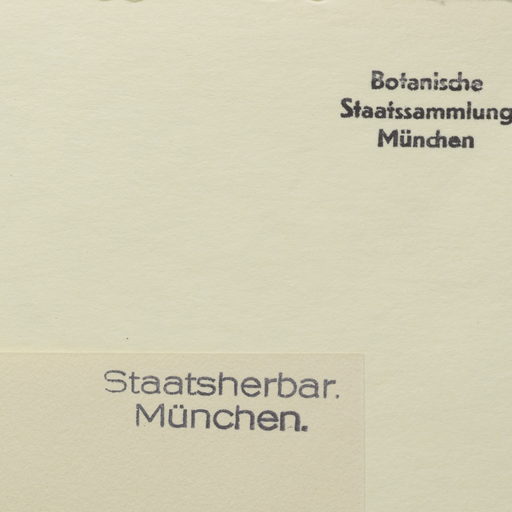 Botanische
Staatssammlung
München
Staatsherbar.
München.